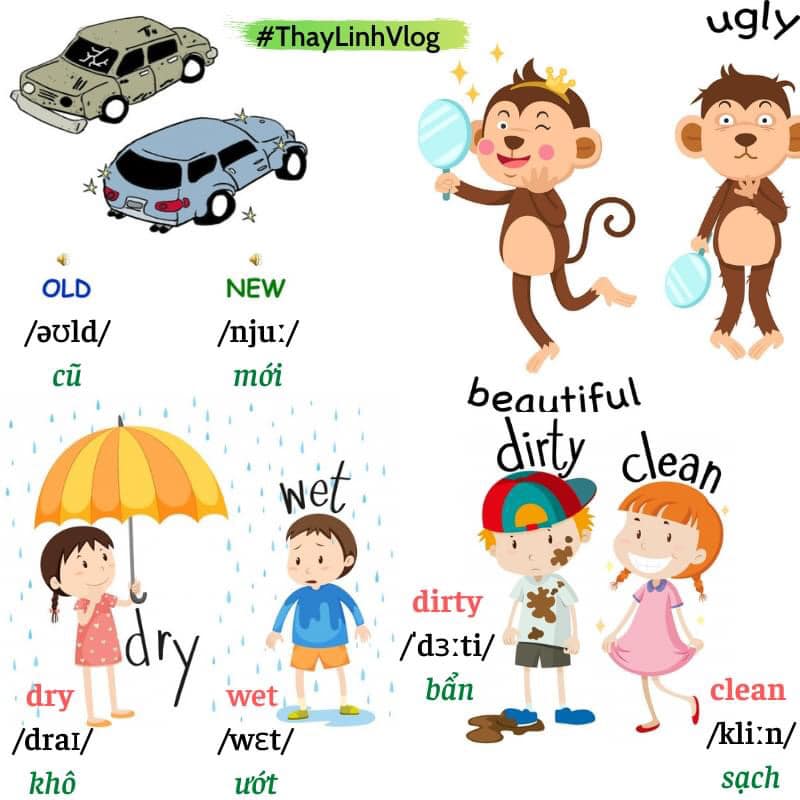 #ThayLinhVlog
ugly
OLD
NEW
/əʊld/
/njuː/
cũ
mới
beautiful
dirty
clean
wet
dry
dirty
/ˈdɜːti/
bẩn
dry
wet
clean
/draɪ/
/wɛt/
/kliːn/
khô
ướt
sạch